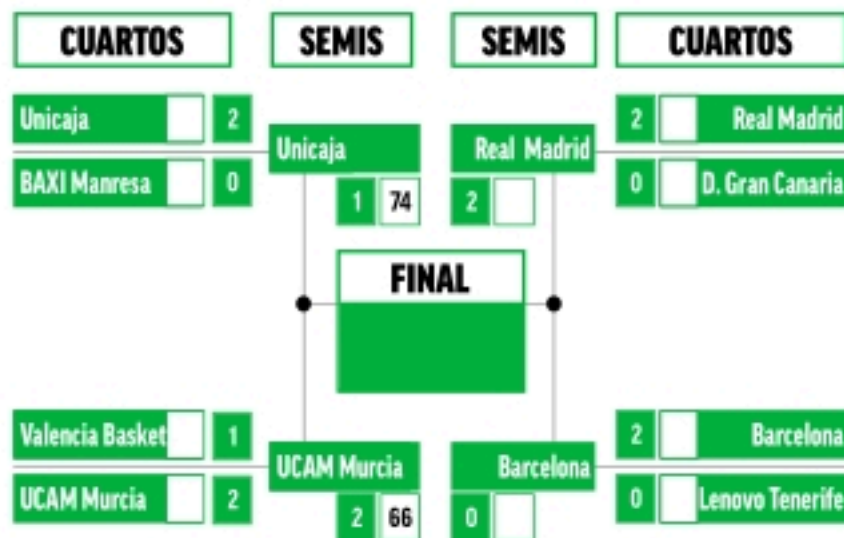 CUARTOS SEMIS SEMIS CUARTOS
Unicaja 2
BAXI Manresa 0
Unicaja
1 74
Real Madrid
2
2 Real Madrid
0 D. Gran Canaria
FINAL
Valencia Basket 1
UCAM Murcia 2
UCAM Murcia
2 66
Barcelona
0
2 Barcelona
0 Lenovo Tenerife